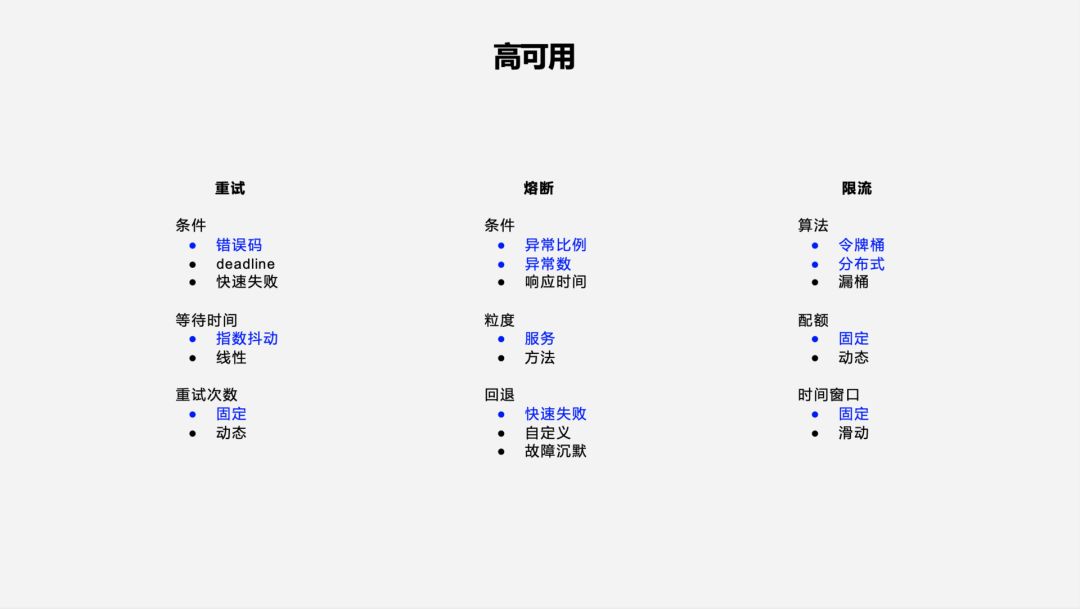 高可用
重试
条件
● 错误码
● deadline
● 快速失败
等待时间
● 指数抖动
● 线性
重试次数
● 固定
● 动态
熔断
条件
● 异常比例
● 异常数
● 响应时间
粒度
● 服务
● 方法
回退
● 快速失败
● 自定义
● 故障沉默
限流
算法
● 令牌桶
● 分布式
● 漏桶
配额
● 固定
● 动态
时间窗口
● 固定
● 滑动